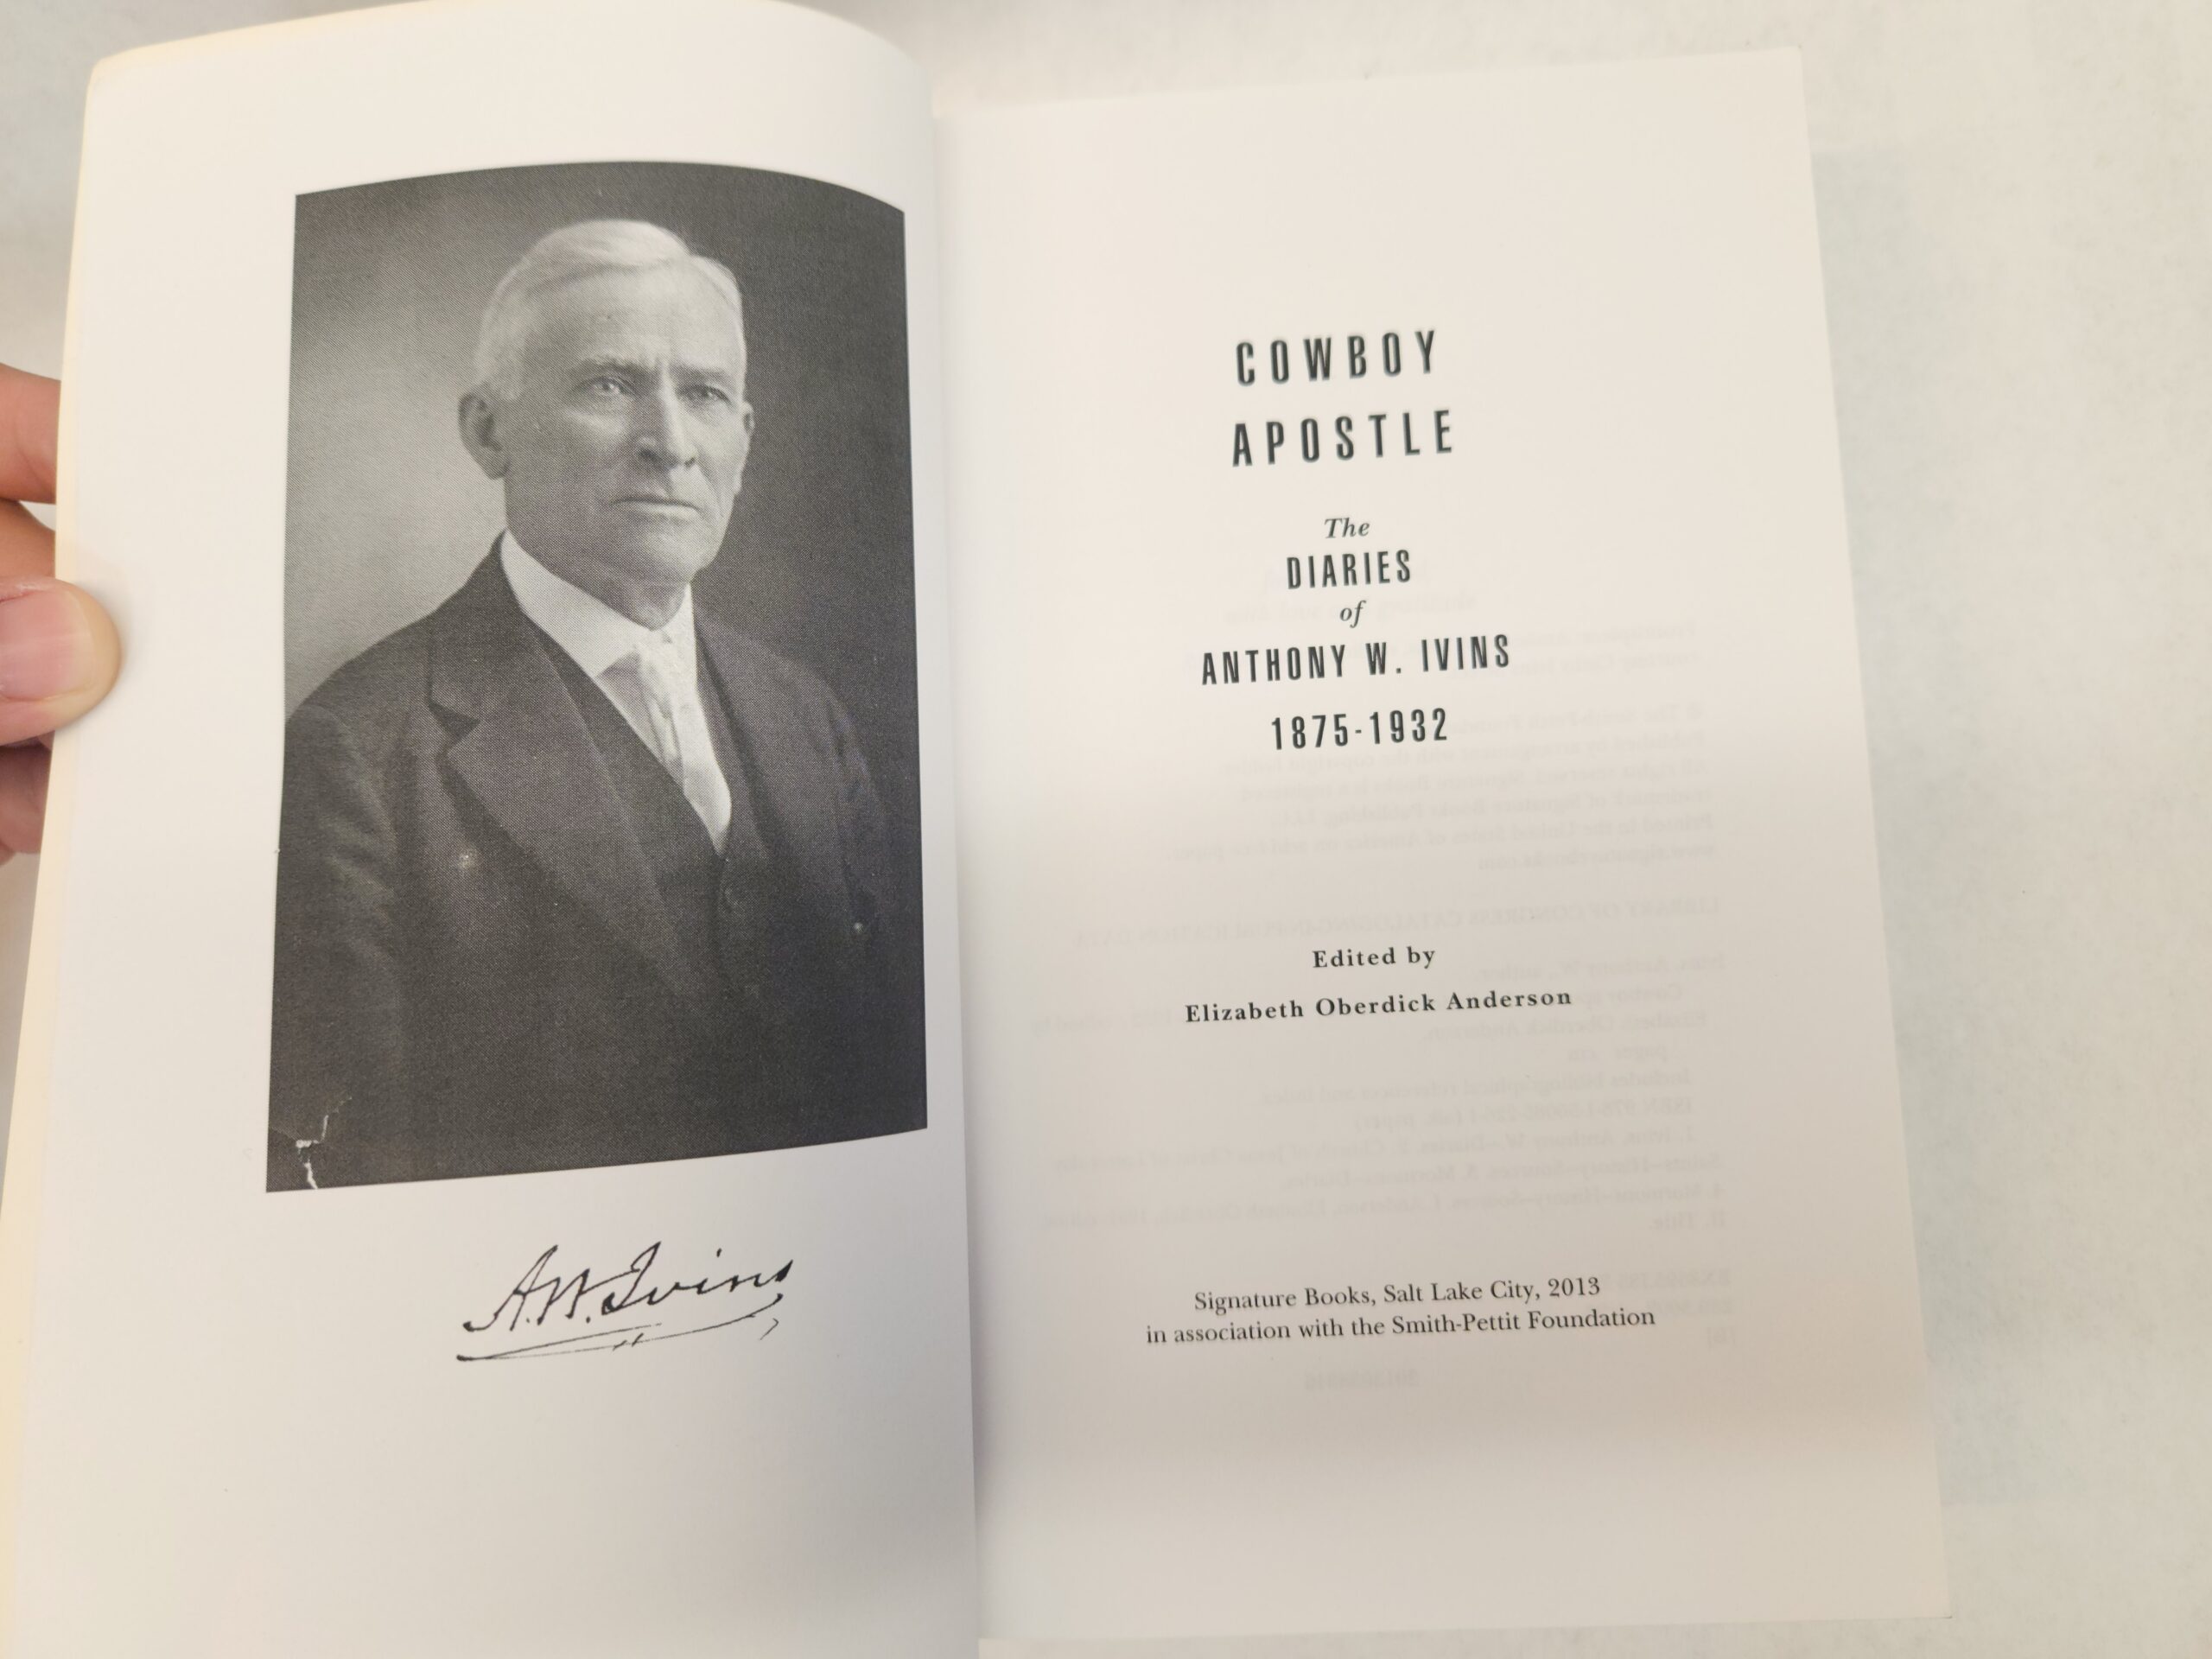 A. W. Ivins
COWBOY
APOSTLE
The
DIARIES
of
ANTHONY W. IVINS
1875-1932
Edited by
Elizabeth Oberdick Anderson
Signature Books, Salt Lake City, 2013
in association with the Smith-Pettit Foundation